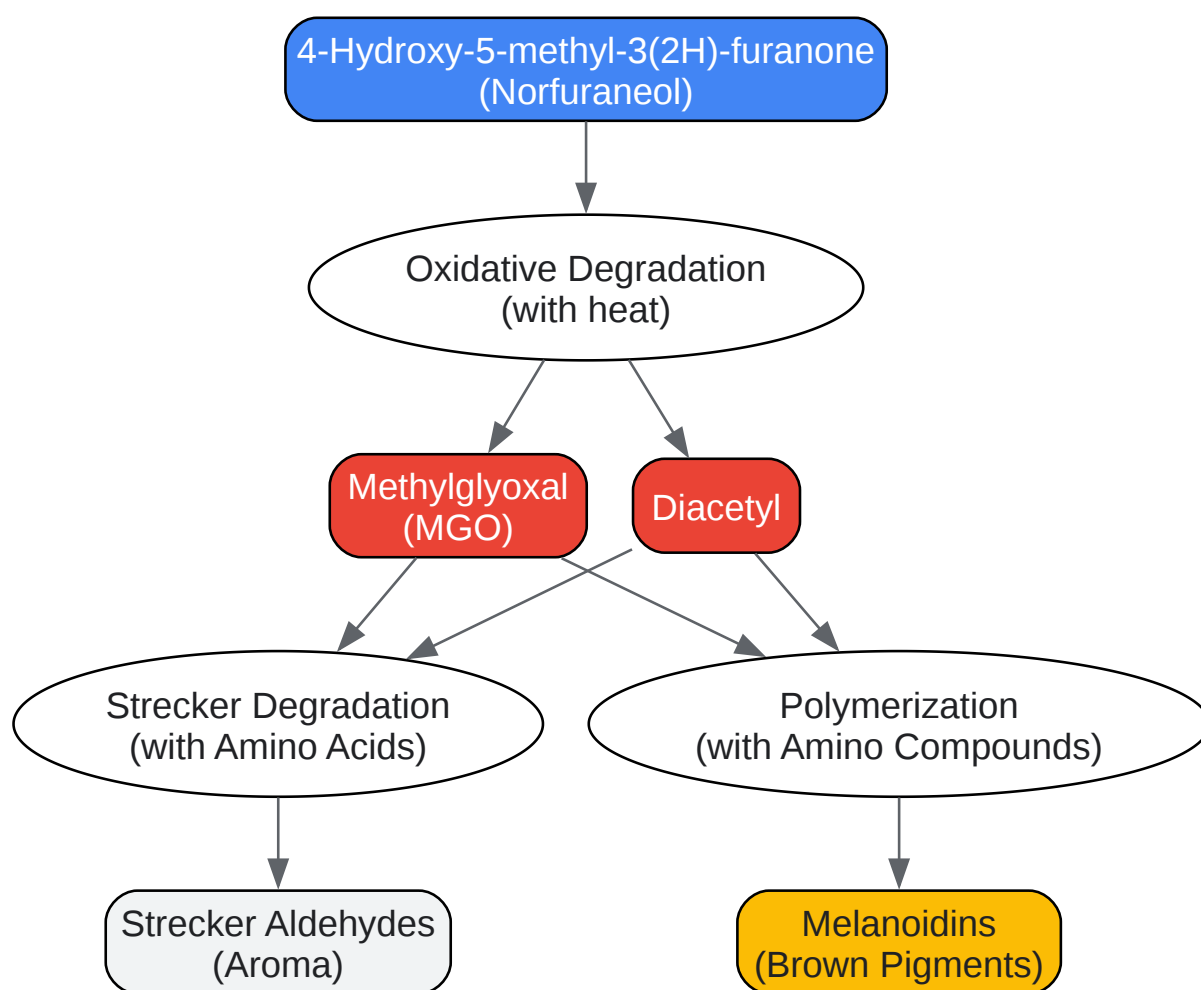 4-Hydroxy-5-methyl-3(2H)-furanone
(Norfuraneol)
Oxidative Degradation
(with heat)
Methylglyoxal
(MGO)
Diacetyl
Strecker Degradation
(with Amino Acids)
Polymerization
(with Amino Compounds)
Strecker Aldehydes
(Aroma)
Melanoidins
(Brown Pigments)